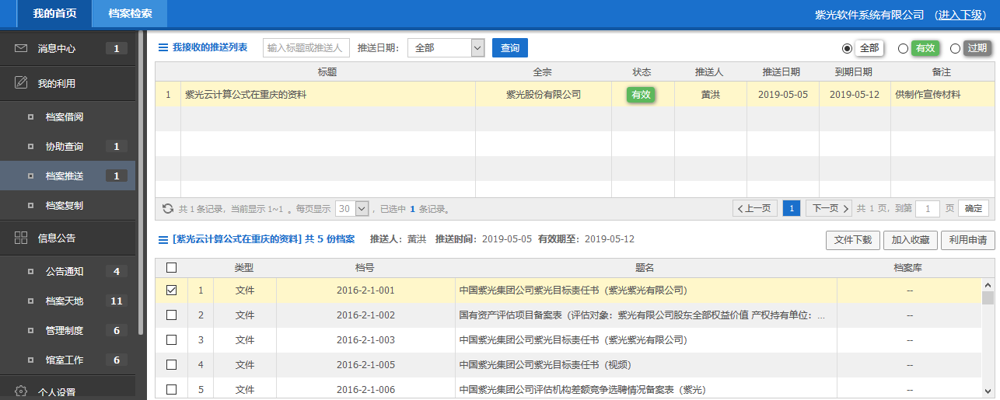 我的首页 档案检索 紫光软件系统有限公司 (进入下级)
消息中心 1
我的利用
档案借阅
协助查询 1
档案推送 1
档案复制
信息公告
公告通知 4
档案天地 11
管理制度 6
馆室工作 6
个人设置
我接收的推送列表 输入标题或推送人 推送日期： 全部 查询 全部 有效 过期
标题 全宗 状态 推送人 推送日期 到期日期 备注
1 紫光云计算公式在重庆的资料 紫光股份有限公司 有效 黄洪 2019-05-05 2019-05-12 供制作宣传材料
共 1 条记录，当前显示 1~1 。每页显示 30 ，已选中 1 条记录。 上一页 1 下一页 共 1 页，到第 1 页 确定
[紫光云计算公式在重庆的资料] 共 5 份档案 推送人：黄洪 推送时间：2019-05-05 有效期至：2019-05-12 文件下载 加入收藏 利用申请
类型 档号 题名 档案库
1 文件 2016-2-1-001 中国紫光集团公司紫光目标责任书（紫光紫光有限公司） --
2 文件 2016-2-1-002 国有资产评估项目备案表（评估对象：紫光有限公司股东全部权益价值 产权持有单位：... --
3 文件 2016-2-1-003 中国紫光集团公司紫光目标责任书（紫光紫光有限公司） --
4 文件 2016-2-1-005 中国紫光集团公司紫光目标责任书（视频） --
5 文件 2016-2-1-006 中国紫光集团公司评估机构差额竞争选聘情况备案表（紫光） --